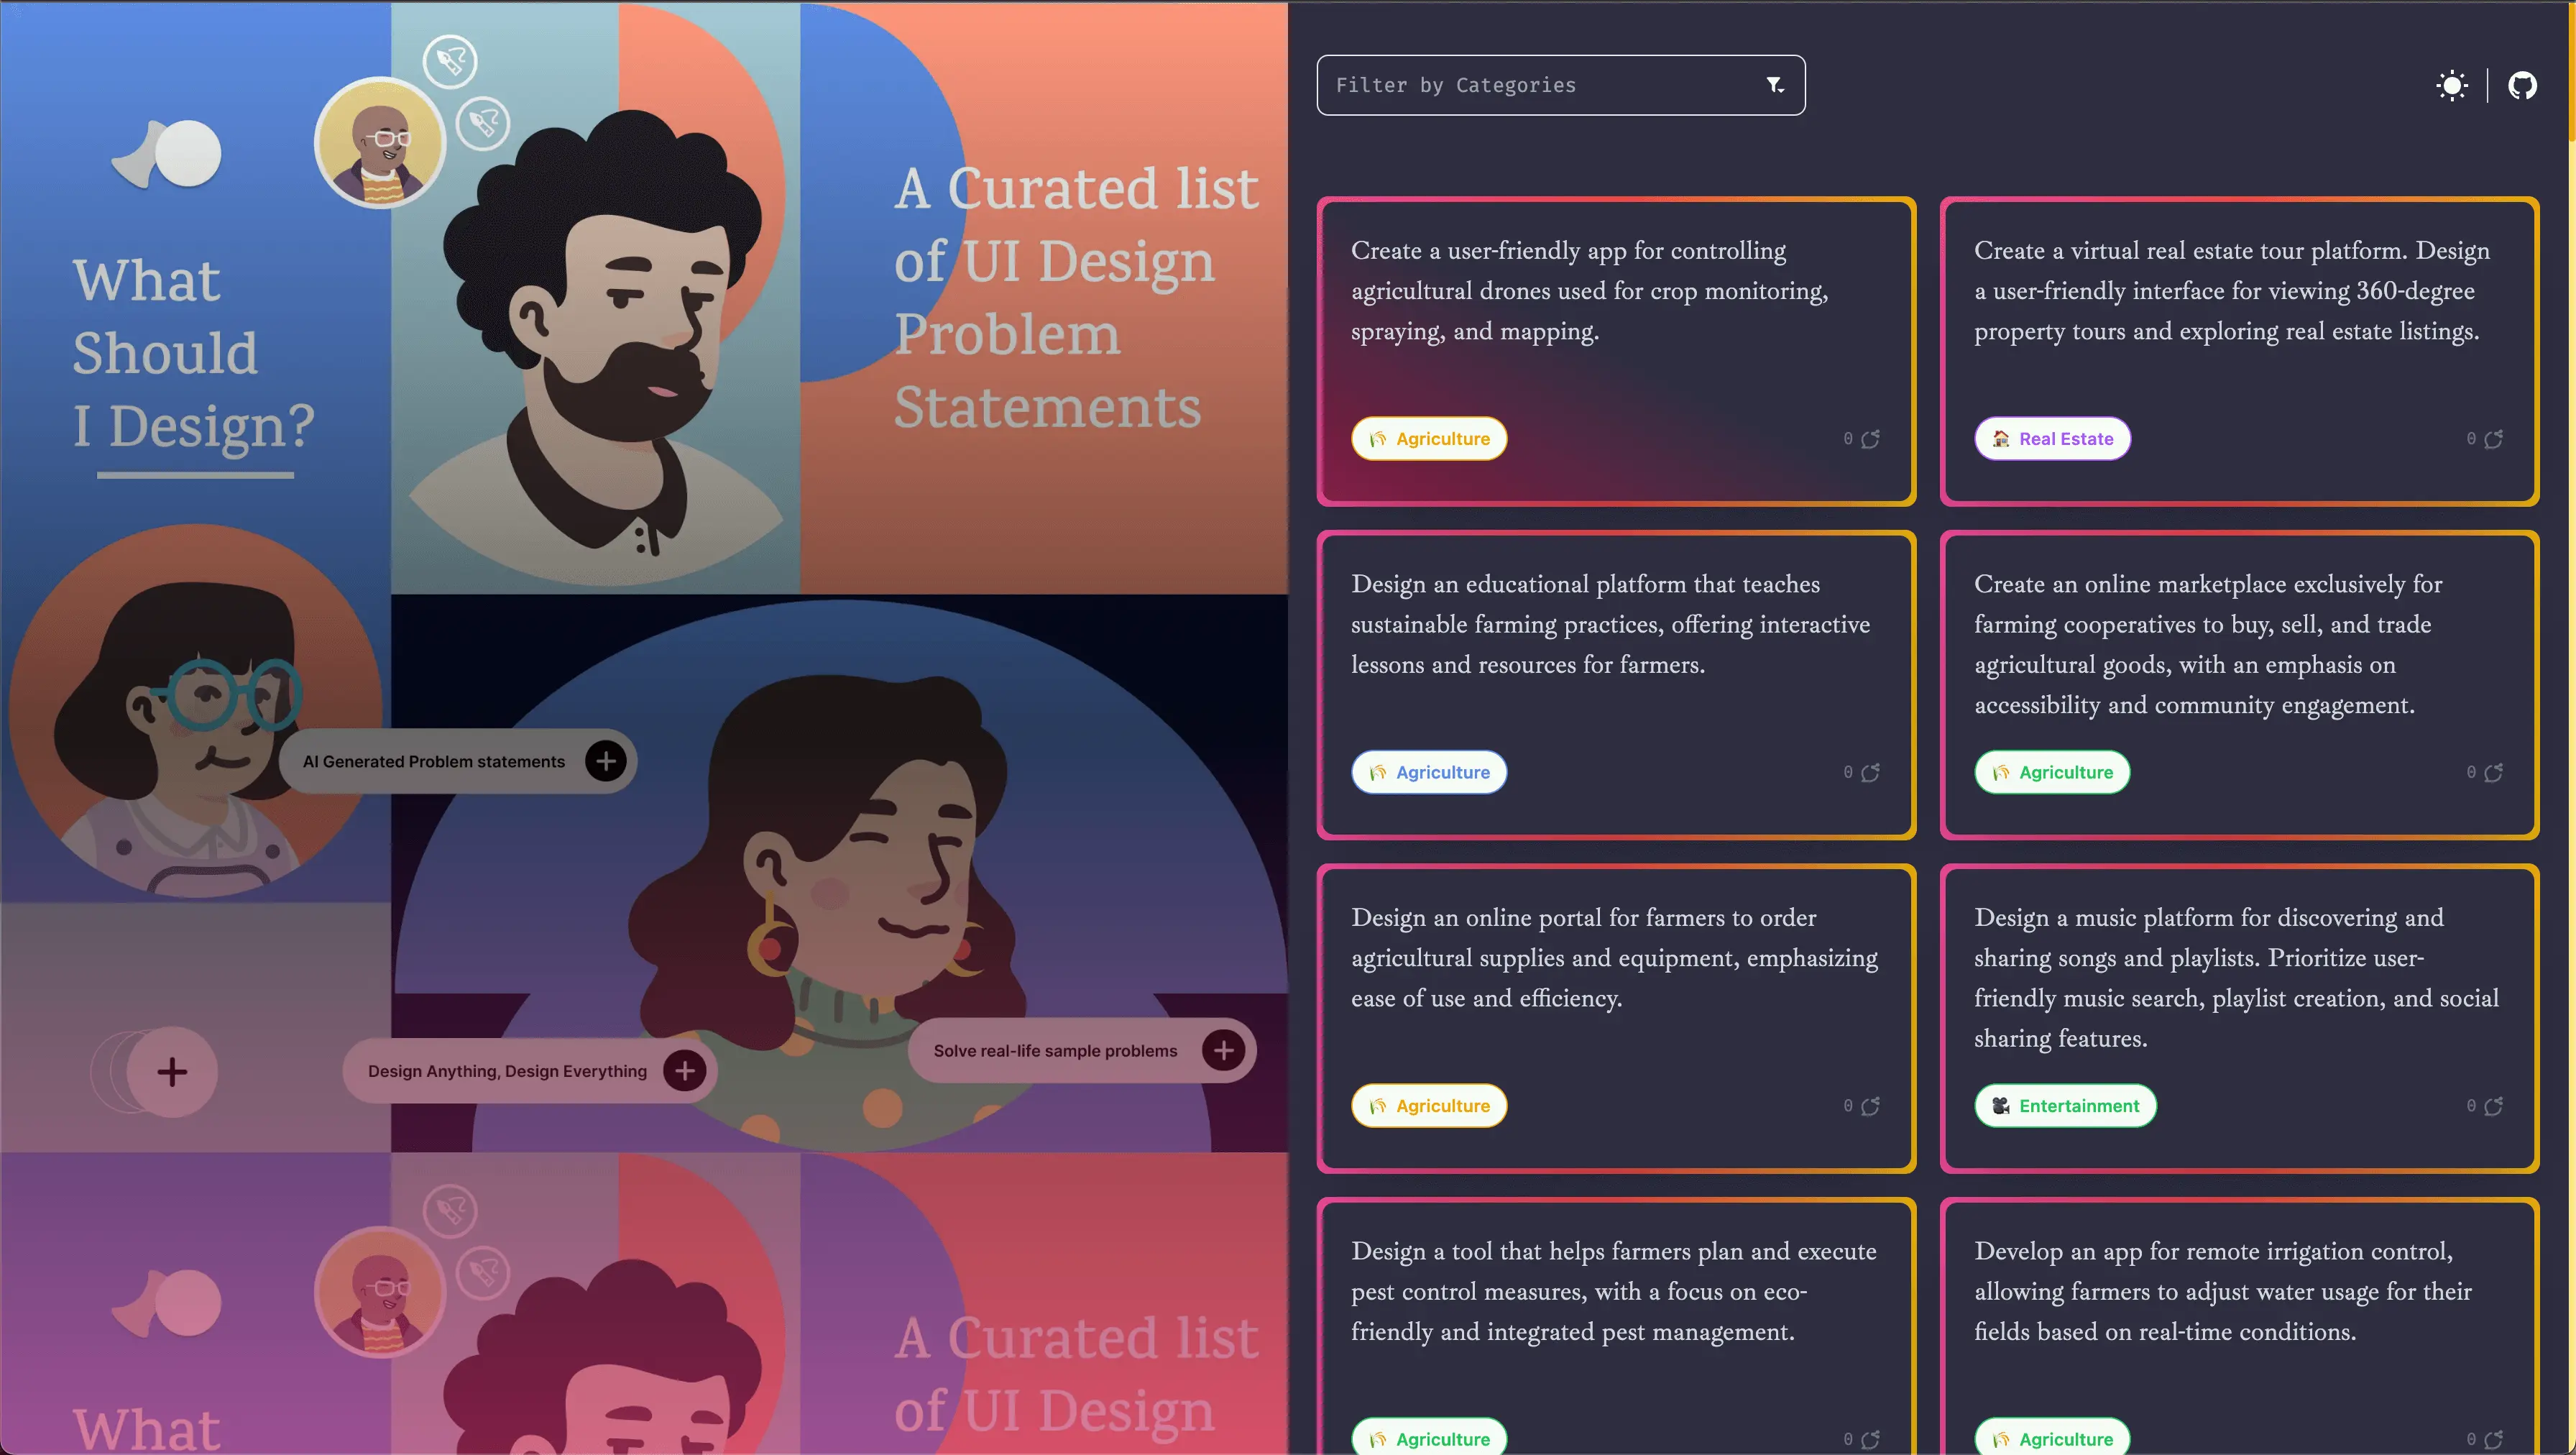 What
Should
I Design?
A Curated list
of UI Design
Problem
Statements
AI Generated Problem statements
Design Anything, Design Everything
Solve real-life sample problems
What
A Curated list
of UI Design
Filter by Categories
Create a user-friendly app for controlling
agricultural drones used for crop monitoring,
spraying, and mapping.
Agriculture
0
Create a virtual real estate tour platform. Design
a user-friendly interface for viewing 360-degree
property tours and exploring real estate listings.
Real Estate
0
Design an educational platform that teaches
sustainable farming practices, offering interactive
lessons and resources for farmers.
Agriculture
0
Create an online marketplace exclusively for
farming cooperatives to buy, sell, and trade
agricultural goods, with an emphasis on
accessibility and community engagement.
Agriculture
0
Design an online portal for farmers to order
agricultural supplies and equipment, emphasizing
ease of use and efficiency.
Agriculture
0
Design a music platform for discovering and
sharing songs and playlists. Prioritize user-
friendly music search, playlist creation, and social
sharing features.
Entertainment
0
Design a tool that helps farmers plan and execute
pest control measures, with a focus on eco-
friendly and integrated pest management.
Agriculture
0
Develop an app for remote irrigation control,
allowing farmers to adjust water usage for their
fields based on real-time conditions.
Agriculture
0